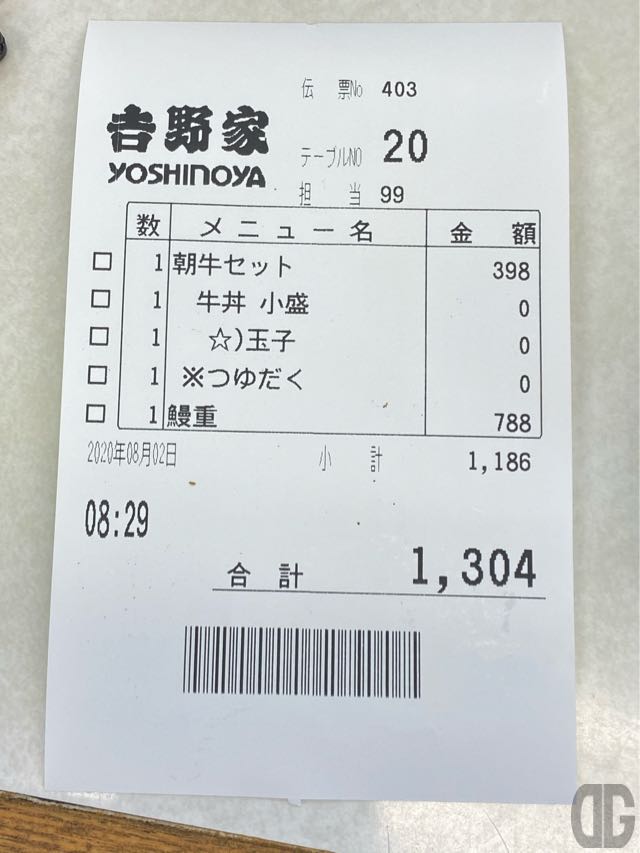 伝 票No 403
吉野家
YOSHINOYA
テーブルNO 20
担 当 99
数 メニュー名 金 額
□ 1 朝牛セット 398
□ 1 牛丼 小盛 0
□ 1 ☆)玉子 0
□ 1 ※つゆだく 0
□ 1 鰻重 788
2020年08月02日 小 計 1,186
08:29
合 計 1,304
DG